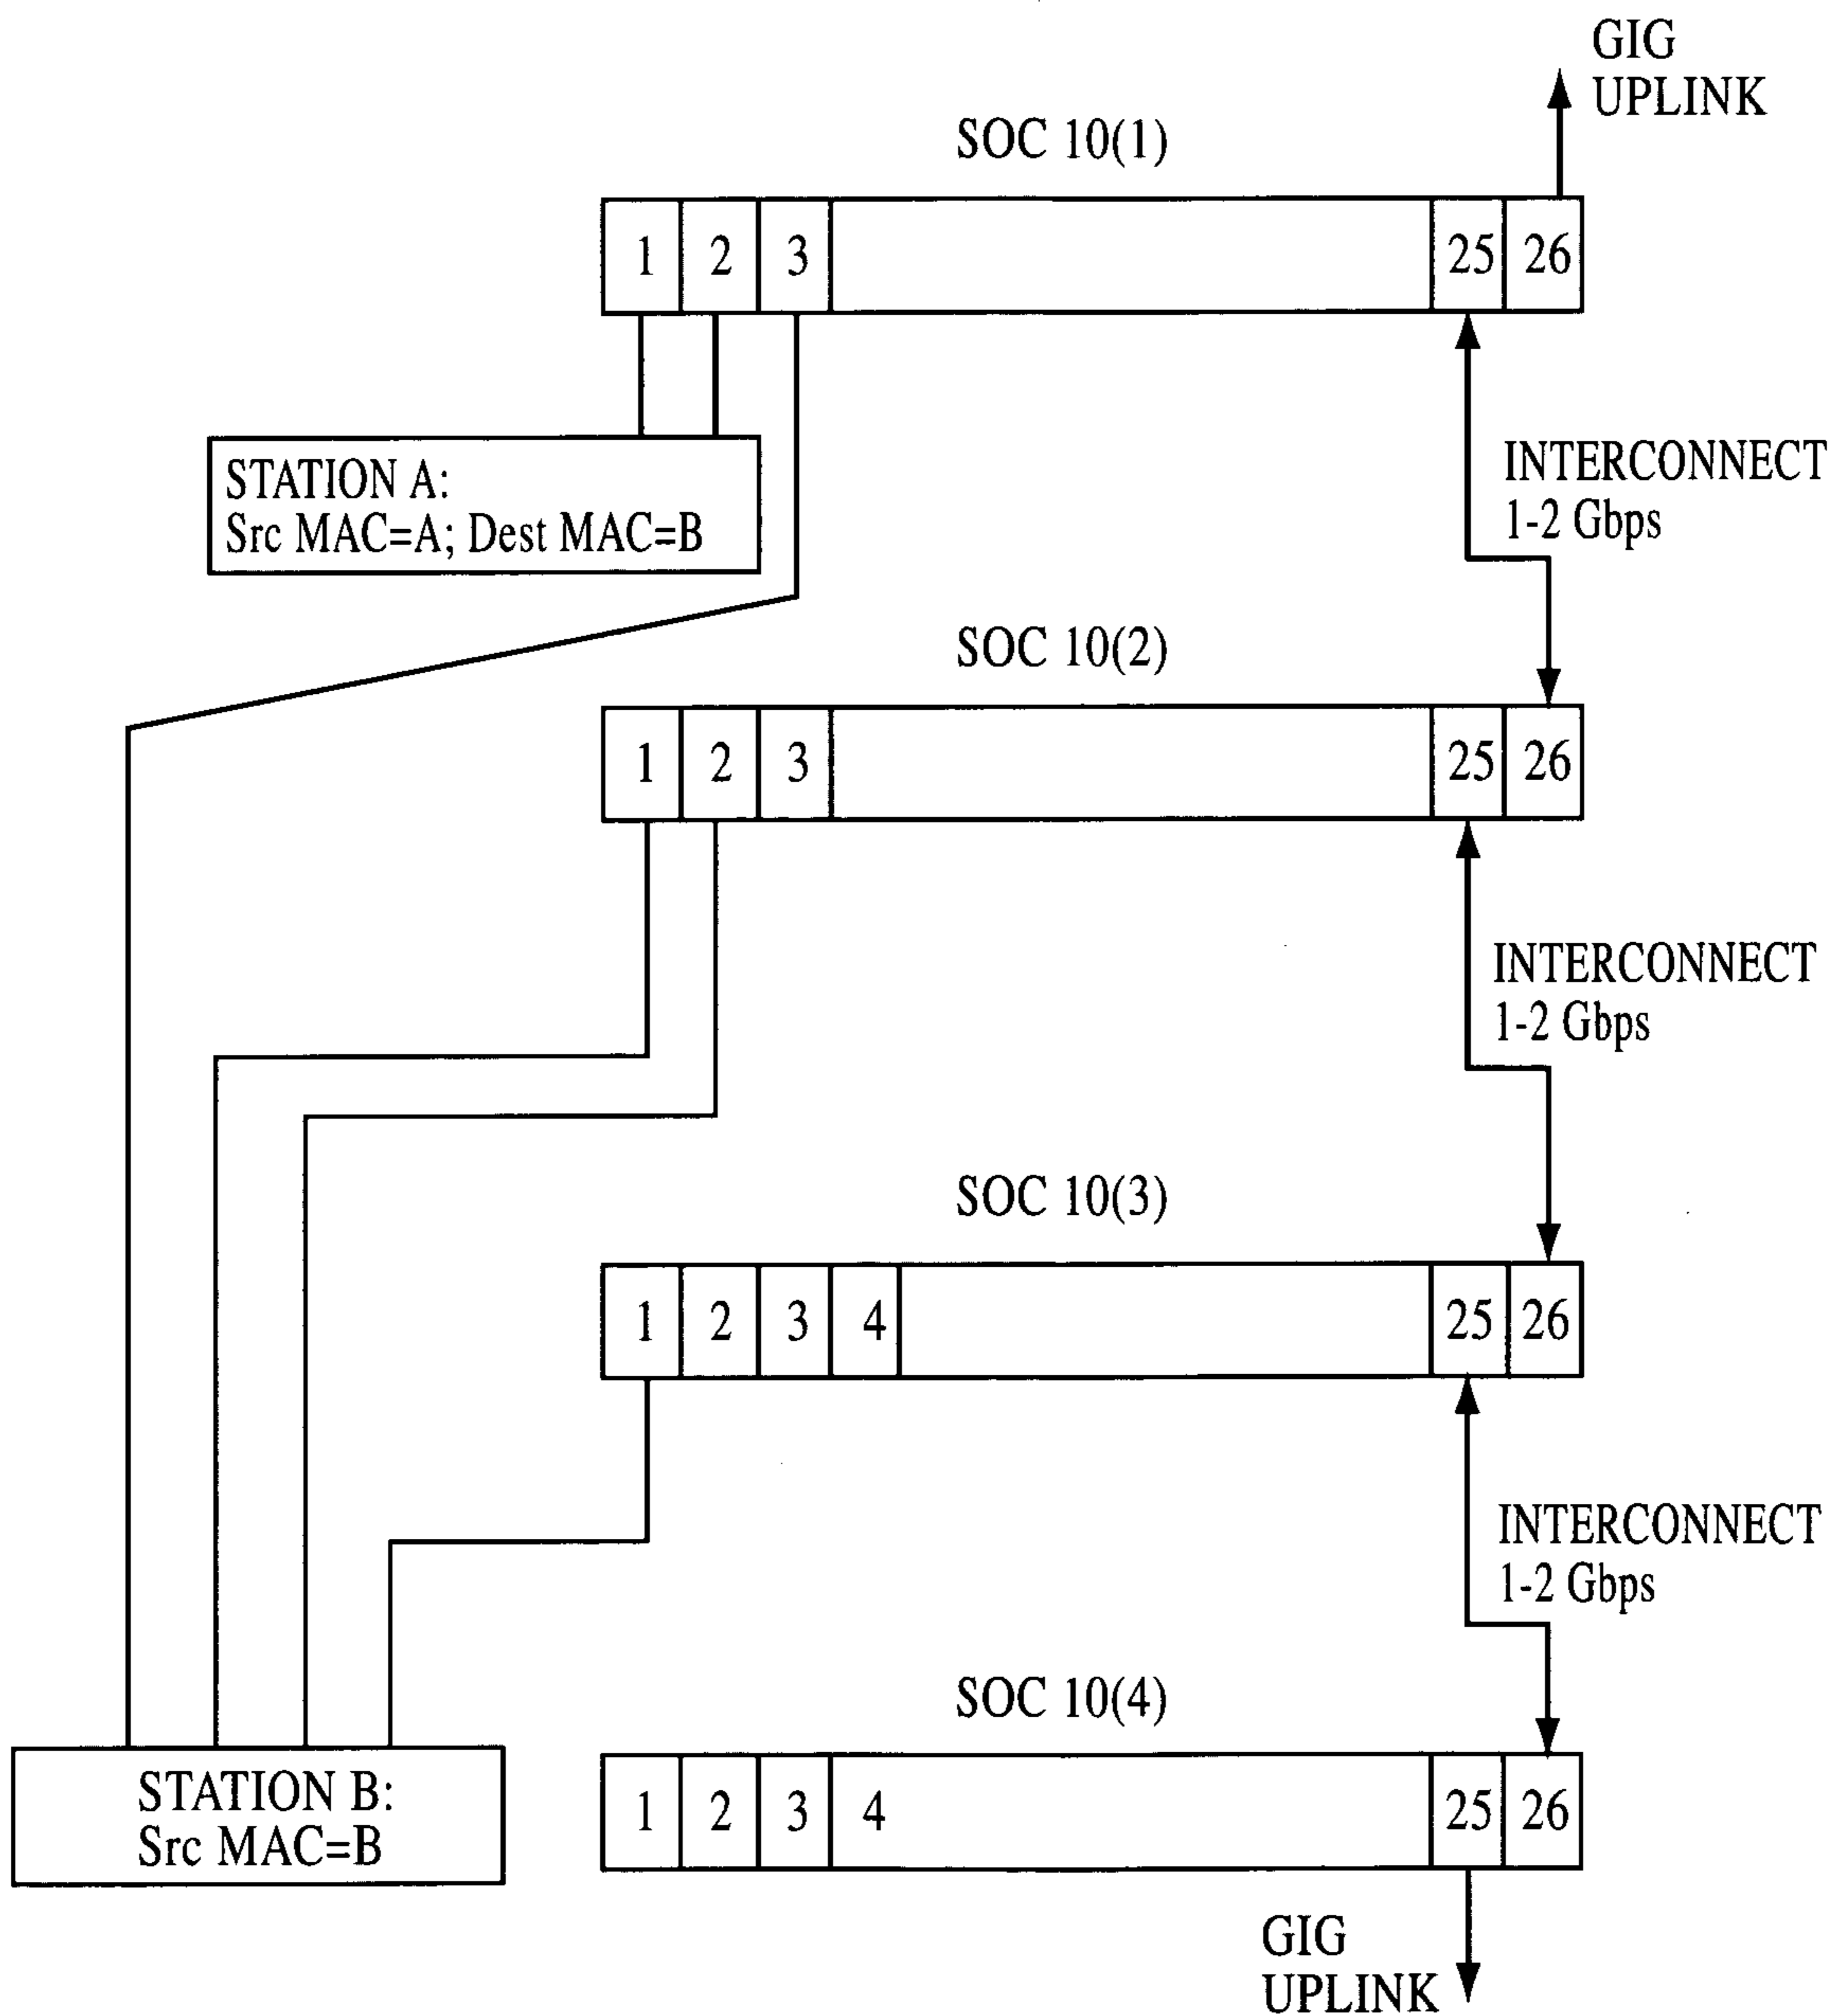 GIG
UPLINK
SOC 10(1)
1 2 3 25 26
STATION A:
Src MAC=A; Dest MAC=B
INTERCONNECT
1-2 Gbps
SOC 10(2)
1 2 3 25 26
INTERCONNECT
1-2 Gbps
SOC 10(3)
1 2 3 4 25 26
INTERCONNECT
1-2 Gbps
SOC 10(4)
1 2 3 4 25 26
STATION B:
Src MAC=B
GIG
UPLINK